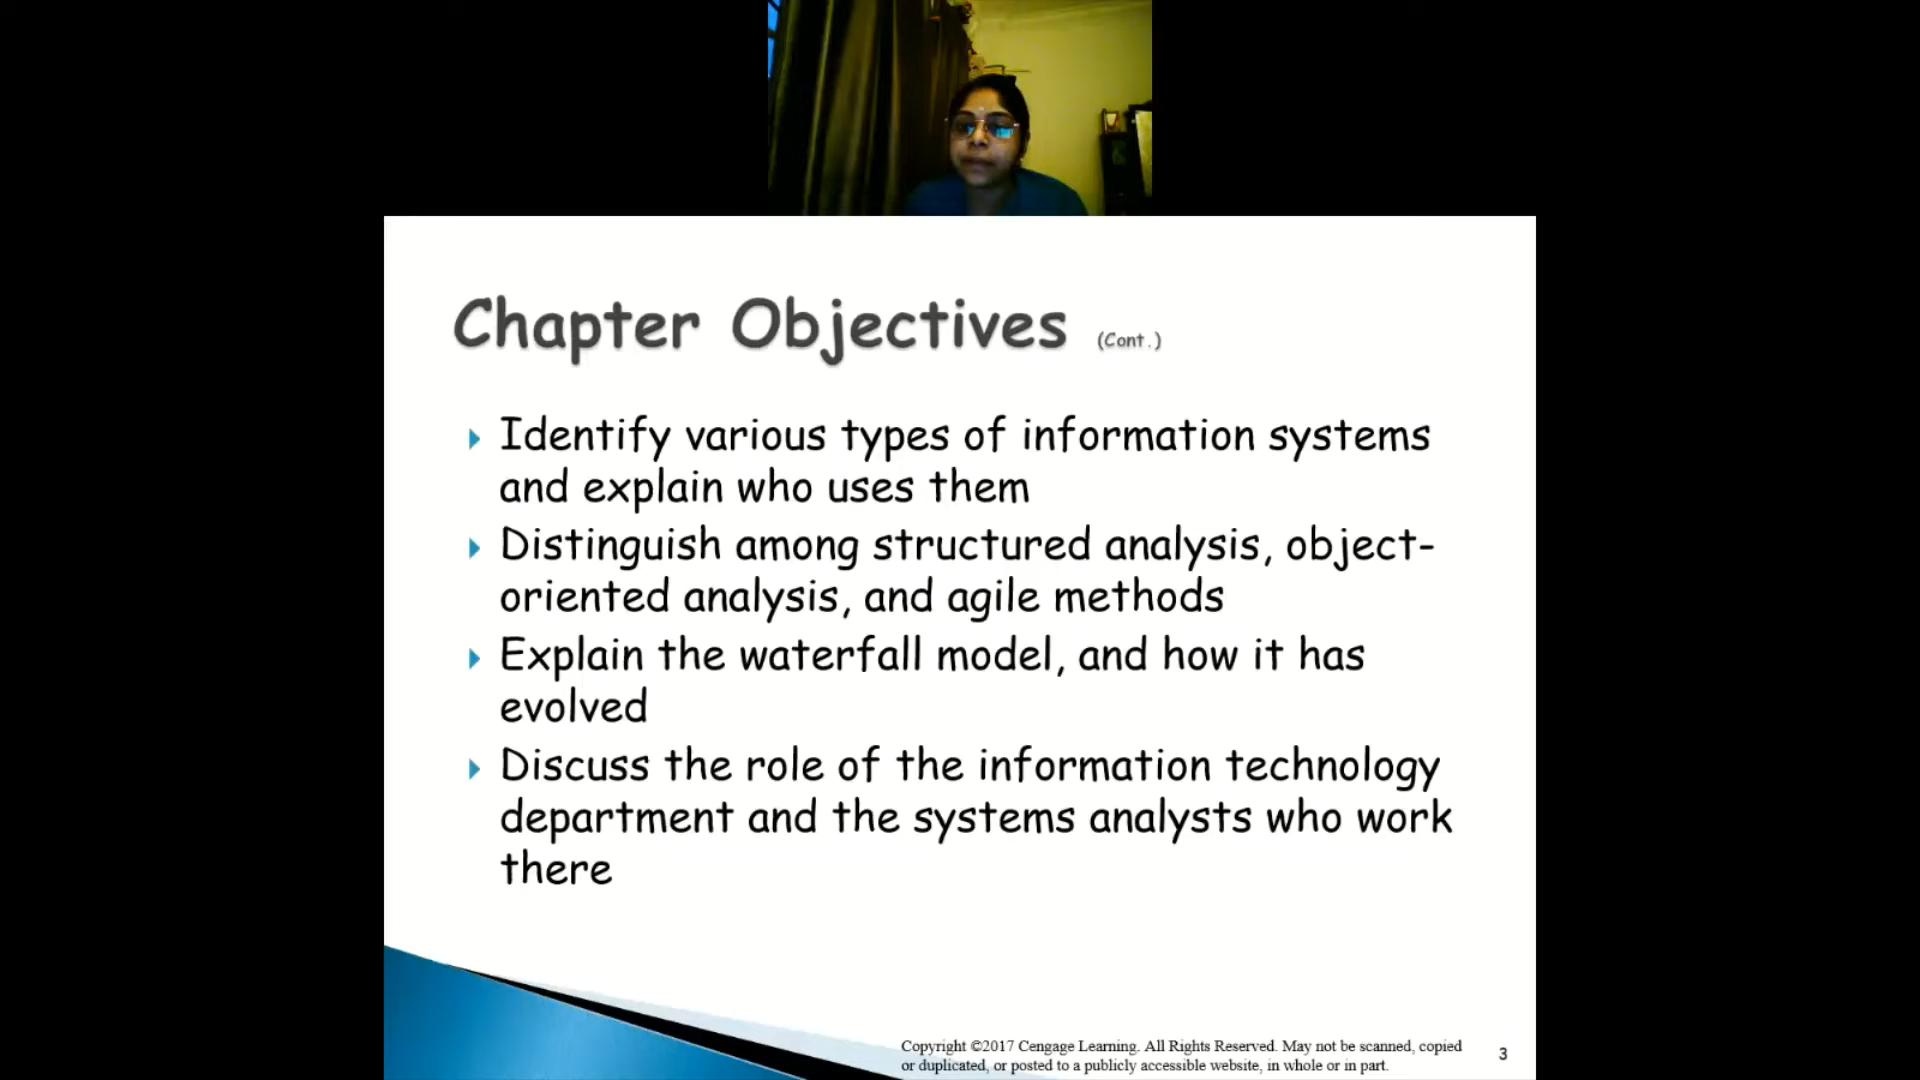 Chapter Objectives (Cont.)
Identify various types of information systems
and explain who uses them
Distinguish among structured analysis, object-
oriented analysis, and agile methods
Explain the waterfall model, and how it has
evolved
Discuss the role of the information technology
department and the systems analysts who work
there
Copyright ©2017 Cengage Learning. All Rights Reserved. May not be scanned, copied
or duplicated, or posted to a publicly accessible website, in whole or in part.
3